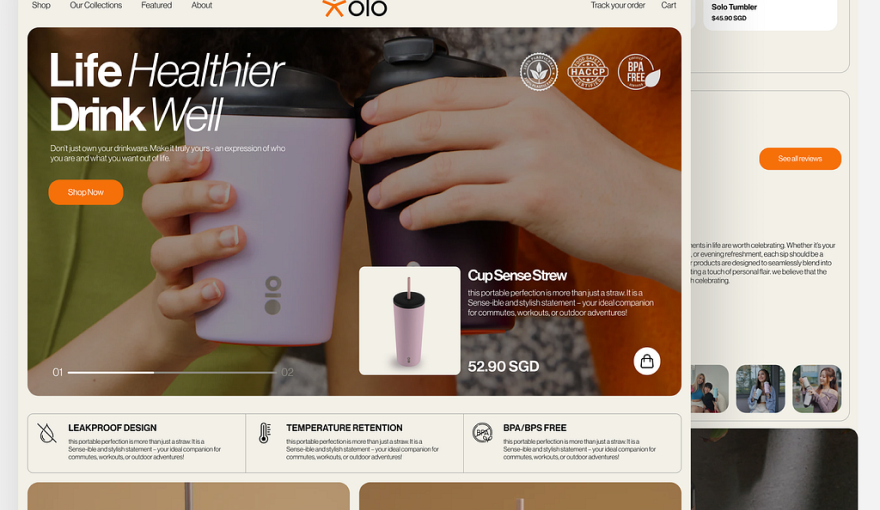 Shop Our Collections Featured About
olo
Track your order Cart
Life Healthier
Drink Well
Don't just own your drinkware. Make it truly yours - an expression of who
you are and what you want out of life.
Shop Now
HACCP
CERTIFIED
BPA
FREE
Cup Sense Strew
this portable perfection is more than just a straw. It is a
Sense-ible and stylish statement – your ideal companion
for commutes, workouts, or outdoor adventures!
52.90 SGD
01
02
LEAKPROOF DESIGN
this portable perfection is more than just a straw. It is a
Sense-ible and stylish statement – your ideal companion for
commutes, workouts, or outdoor adventures!
TEMPERATURE RETENTION
this portable perfection is more than just a straw. It is a
Sense-ible and stylish statement – your ideal companion for
commutes, workouts, or outdoor adventures!
BPA
BPA/BPS FREE
this portable perfection is more than just a straw. It is a
Sense-ible and stylish statement – your ideal companion for
commutes, workouts, or outdoor adventures!
Solo Tumbler
$45.90 SGD
See all reviews
in life are worth celebrating. Whether it's your
or evening refreshment, each sip should be a
products are designed to seamlessly blend into
a touch of personal flair. we believe that the
celebrating.